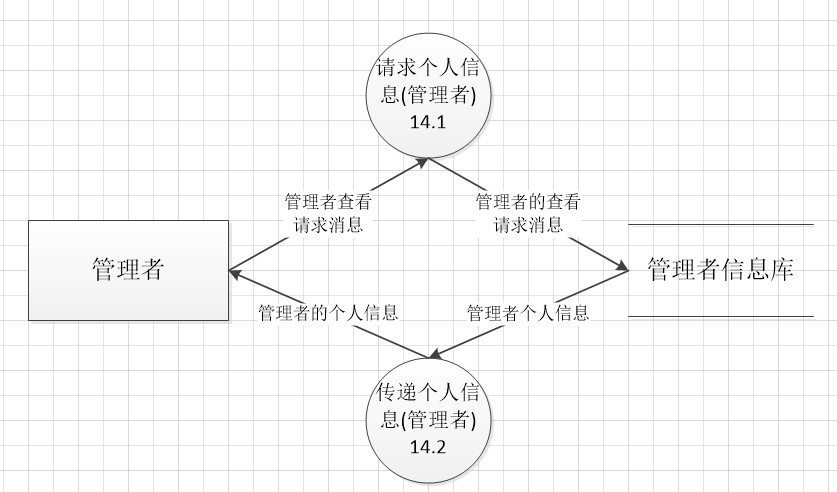 请求个人信
息(管理者)
14.1
管理者查看
请求消息
管理者的查看
请求消息
管理者
管理者信息库
管理者的个人信息
管理者个人信息
传递个人信
息(管理者)
14.2